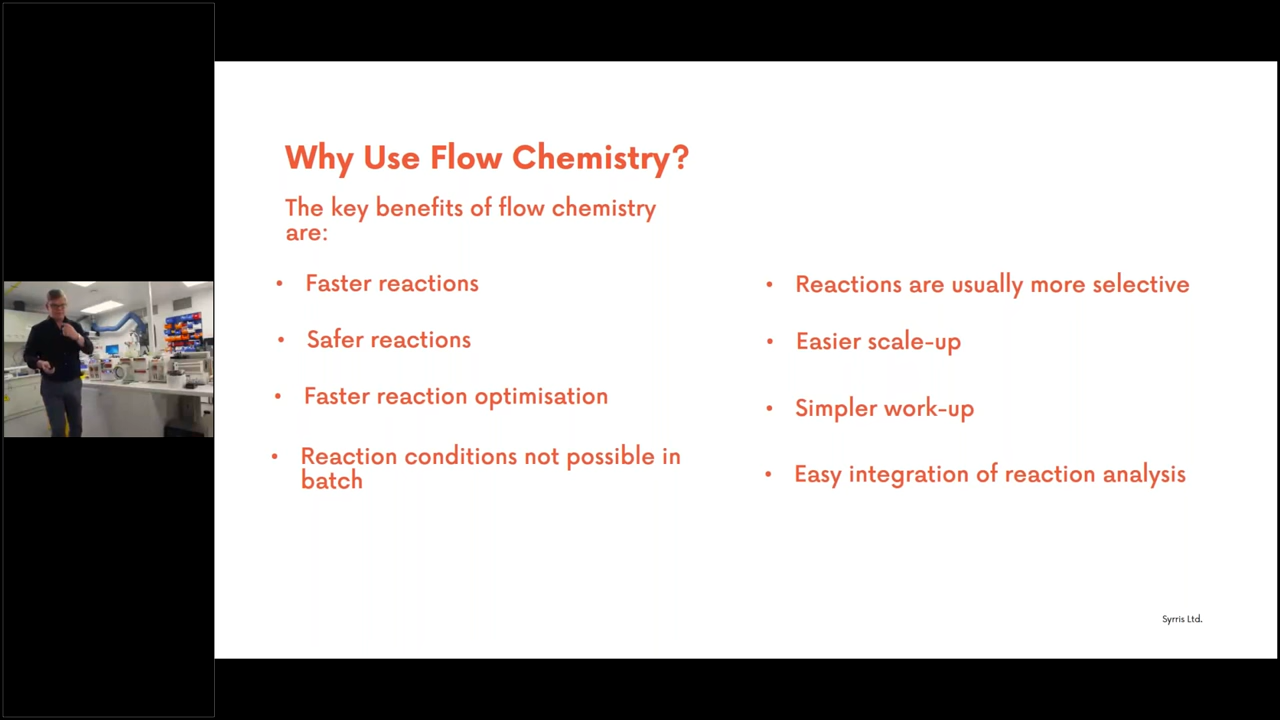 Why Use Flow Chemistry?
The key benefits of flow chemistry
are:
• Faster reactions
• Safer reactions
• Faster reaction optimisation
• Reaction conditions not possible in
batch
• Reactions are usually more selective
• Easier scale-up
• Simpler work-up
• Easy integration of reaction analysis
Syrris Ltd.